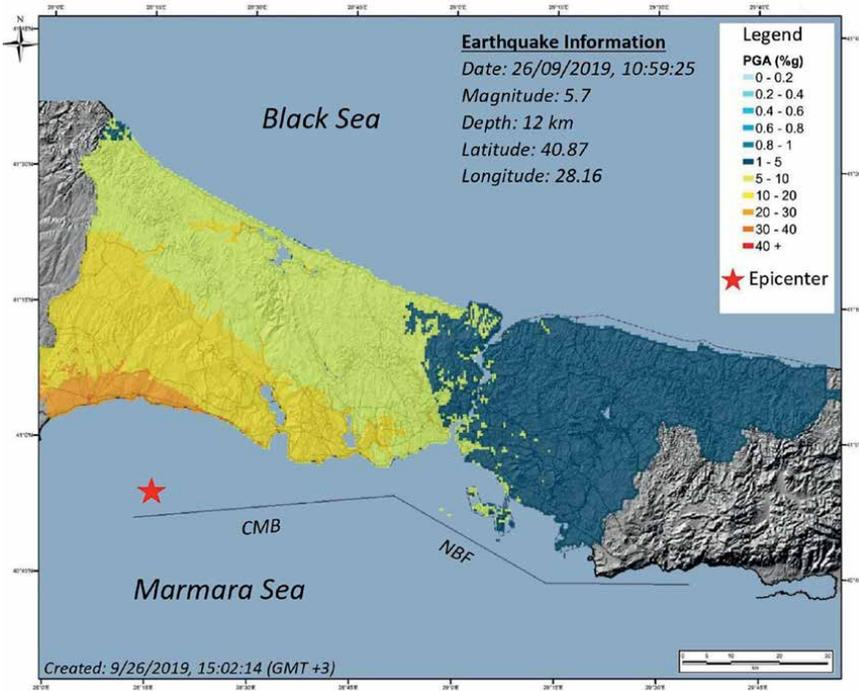 N
Earthquake Information
Date: 26/09/2019, 10:59:25
Magnitude: 5.7
Depth: 12 km
Latitude: 40.87
Longitude: 28.16
Legend
PGA (%g)
0 - 0.2
0.2 - 0.4
0.4 - 0.6
0.6 - 0.8
0.8 - 1
1 - 5
5 - 10
10 - 20
20 - 30
30 - 40
40 +
Epicenter
Black Sea
CMB
NBF
Marmara Sea
Created: 9/26/2019, 15:02:14 (GMT +3)